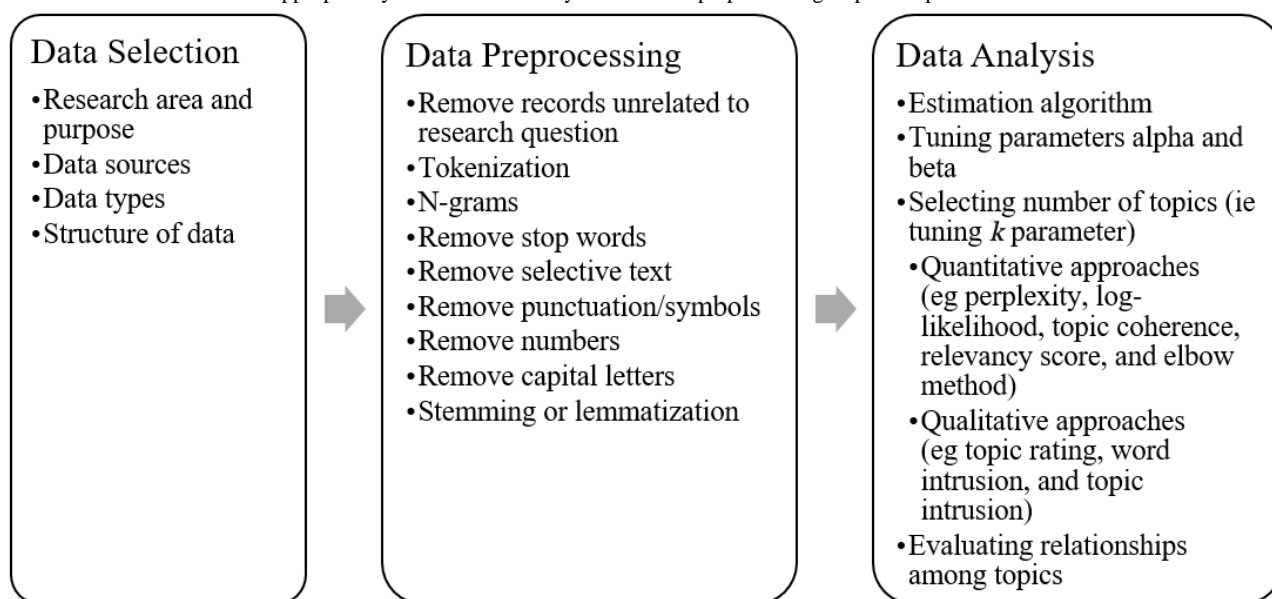 Data Selection
•Research area and
purpose
•Data sources
•Data types
•Structure of data
Data Preprocessing
•Remove records unrelated to
research question
•Tokenization
•N-grams
•Remove stop words
•Remove selective text
•Remove punctuation/symbols
•Remove numbers
•Remove capital letters
•Stemming or lemmatization
Data Analysis
•Estimation algorithm
•Tuning parameters alpha and
beta
•Selecting number of topics (ie
tuning k parameter)
•Quantitative approaches
(eg perplexity, log-
likelihood, topic coherence,
relevancy score, and elbow
method)
•Qualitative approaches
(eg topic rating, word
intrusion, and topic
intrusion)
•Evaluating relationships
among topics